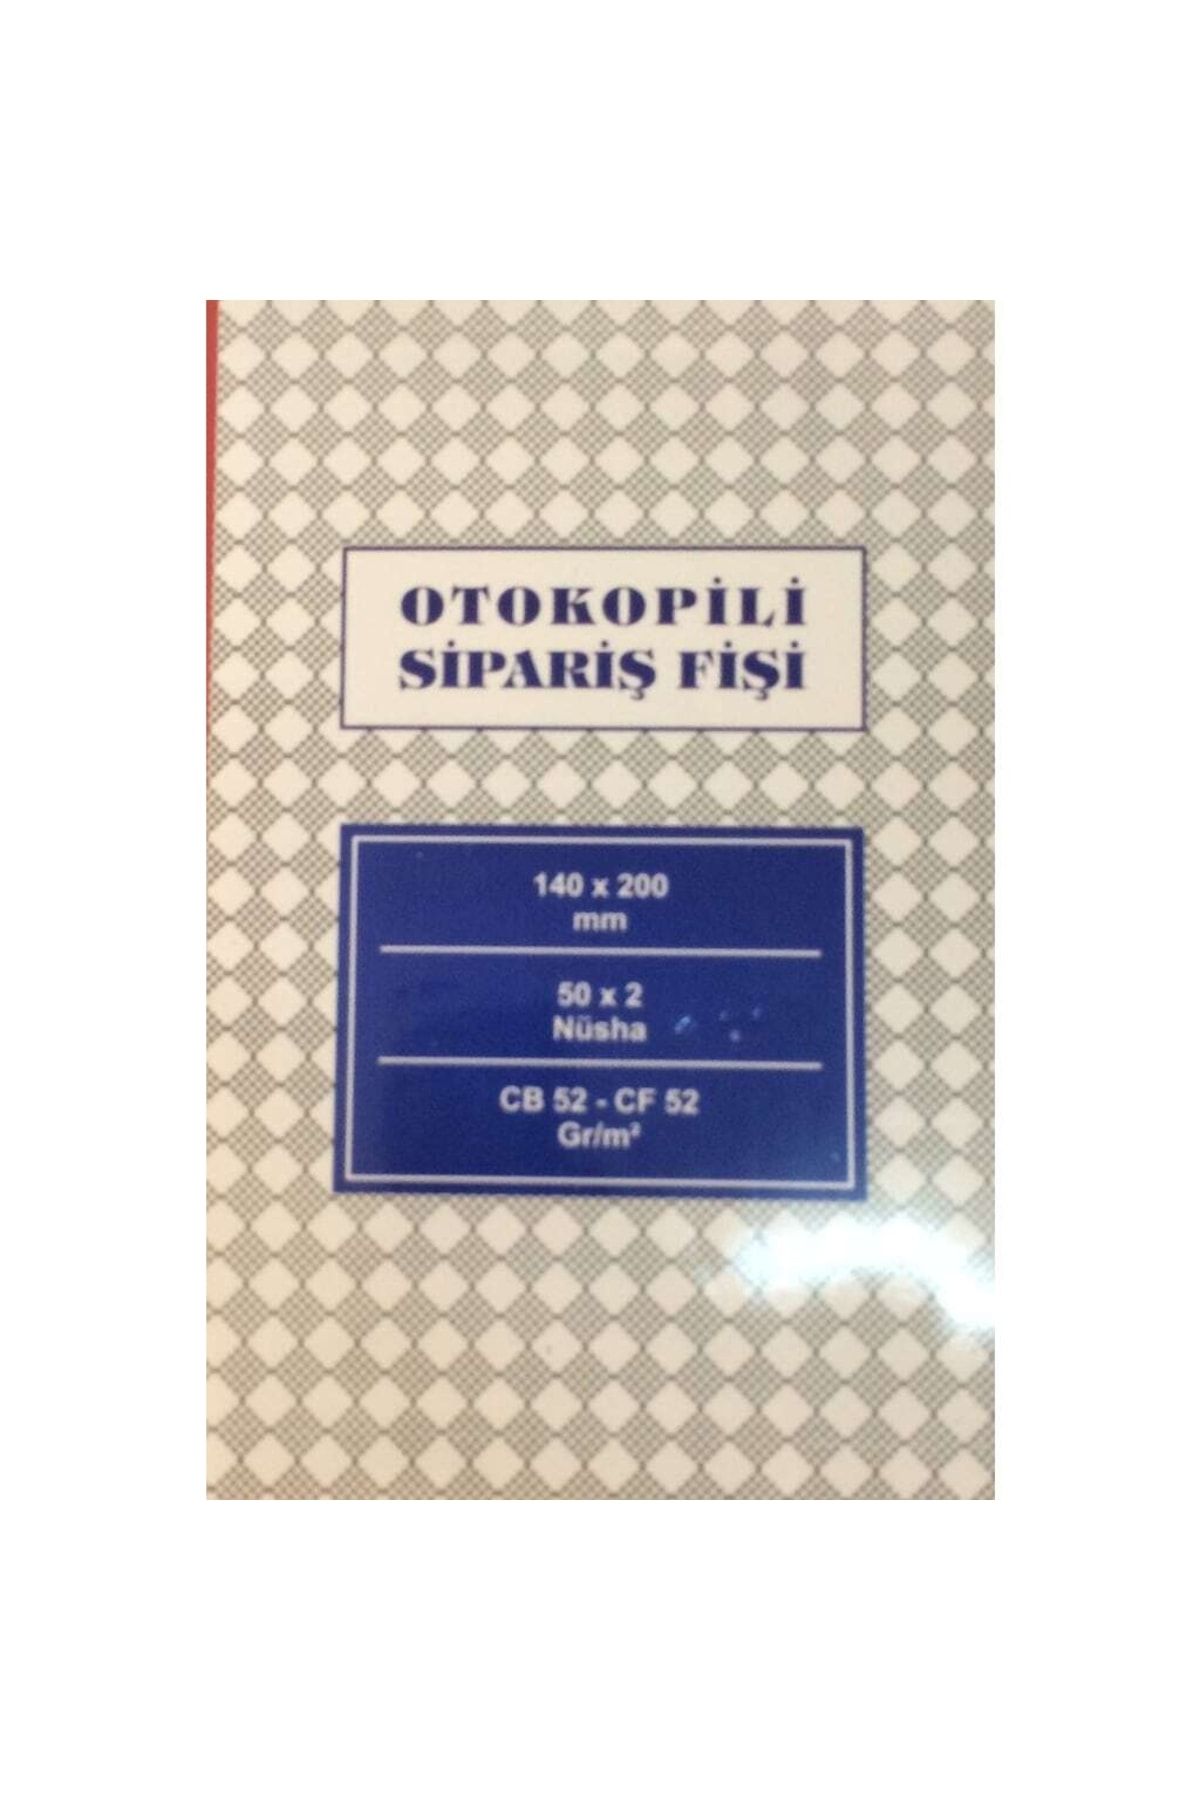 OTOKOPİLİ
SİPARİŞ FİŞİ
140 x 200
mm
50 x 2
Nüsha
CB 52 - CF 52
Gr/m²